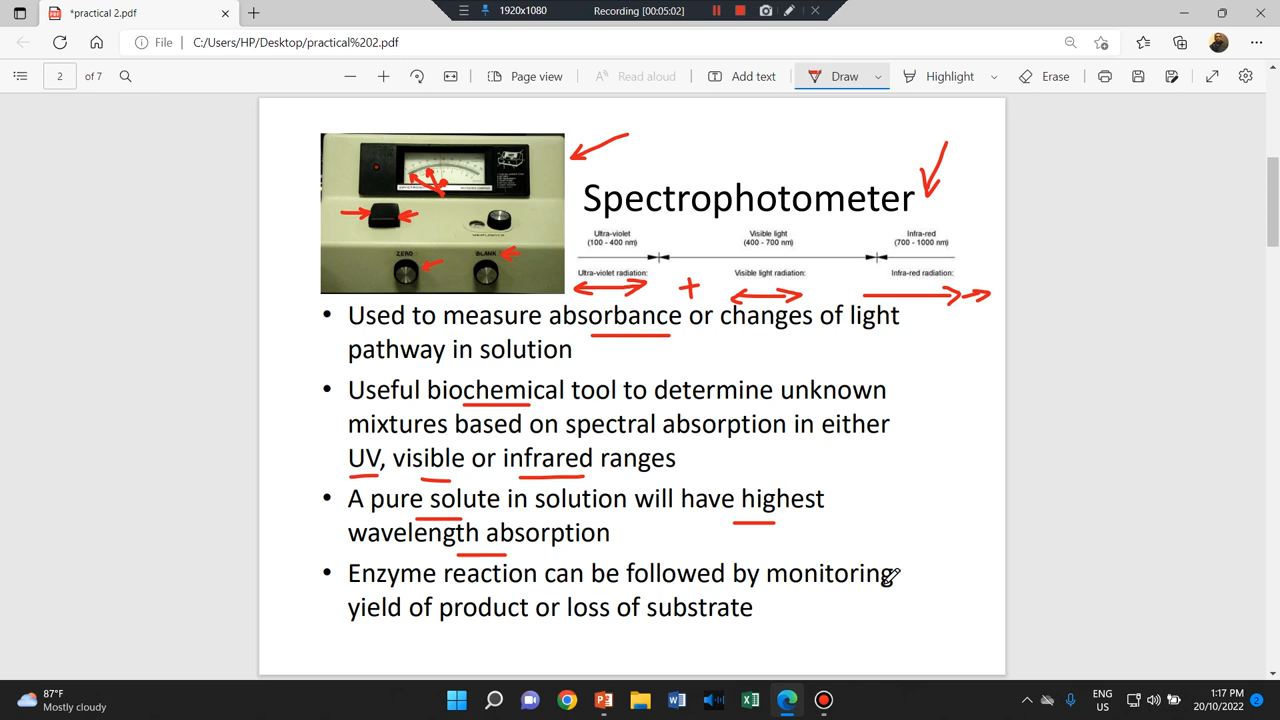 *practical 2.pdf
1920x1080
Recording [00:05:02]
File
C:/Users/HP/Desktop/practical%202.pdf
2 of 7
Page view
Read aloud
Add text
Draw
Highlight
Erase
ZERO
BLANK
Spectrophotometer
Ultra-violet
(100 - 400 nm)
Visible light
(400 - 700 nm)
Infra-red
(700 - 1000 nm)
Ultra-violet radiation:
+
Visible light radiation:
Infra-red radiation:
• Used to measure absorbance or changes of light
pathway in solution
• Useful biochemical tool to determine unknown
mixtures based on spectral absorption in either
UV, visible or infrared ranges
• A pure solute in solution will have highest
wavelength absorption
• Enzyme reaction can be followed by monitoring
yield of product or loss of substrate
87°F
Mostly cloudy
ENG
US
1:17 PM
20/10/2022
2